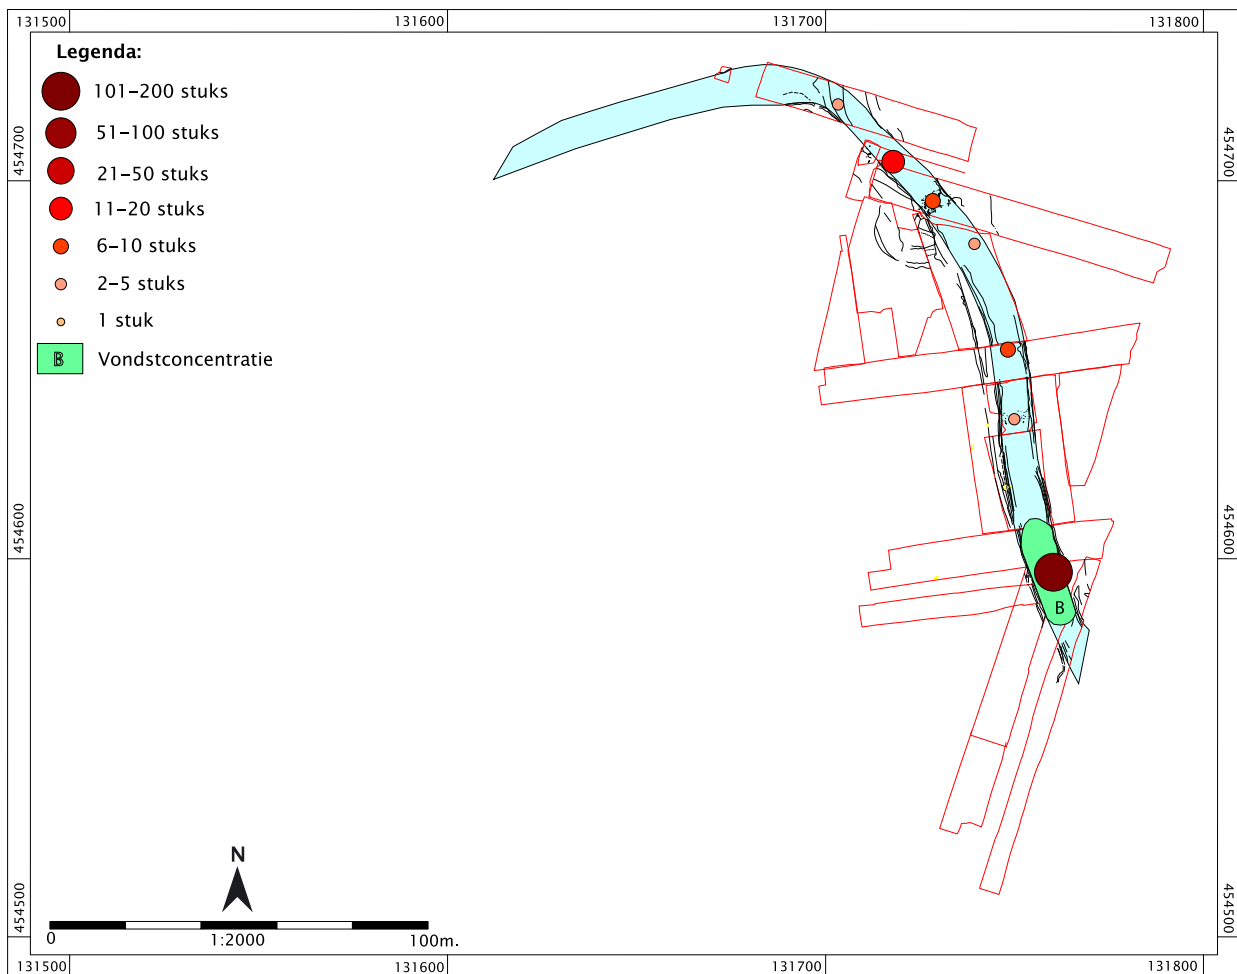 131500
131600
131700
131800
Legenda:
101–200 stuks
51–100 stuks
21–50 stuks
11–20 stuks
6–10 stuks
2–5 stuks
1 stuk
B Vondstconcentratie
454700
454700
454600
454600
B
N
0
1:2000
100m.
454500
454500
131500
131600
131700
131800